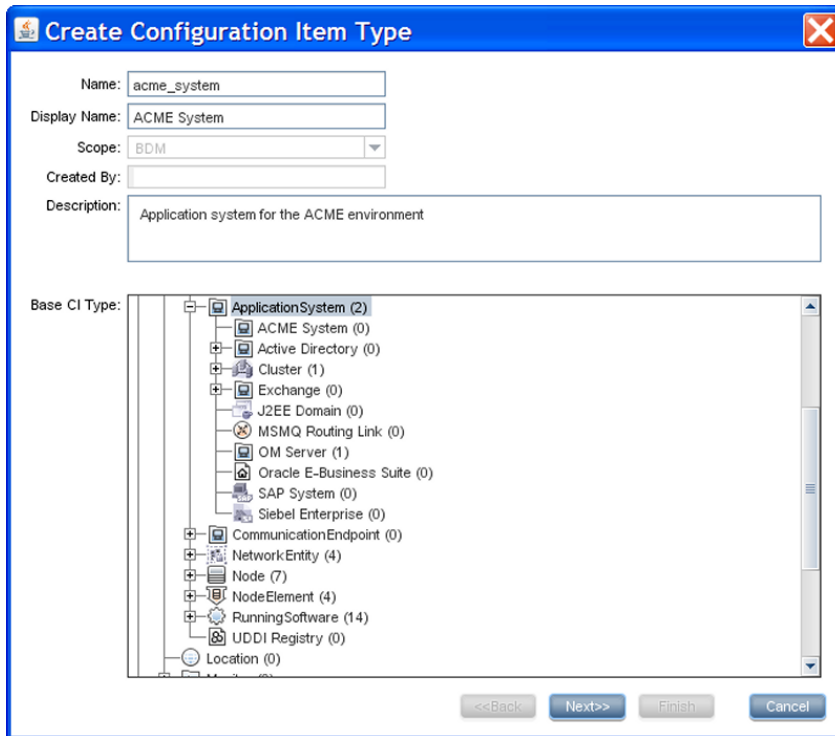 Create Configuration Item Type
Name: acme_system
Display Name: ACME System
Scope: BDM
Created By:
Description: Application system for the ACME environment
Base CI Type: ApplicationSystem (2)
ACME System (0)
Active Directory (0)
Cluster (1)
Exchange (0)
J2EE Domain (0)
MSMQ Routing Link (0)
OM Server (1)
Oracle E-Business Suite (0)
SAP System (0)
Siebel Enterprise (0)
CommunicationEndpoint (0)
NetworkEntity (4)
Node (7)
NodeElement (4)
RunningSoftware (14)
UDDI Registry (0)
Location (0)
<<Back Next>> Finish Cancel